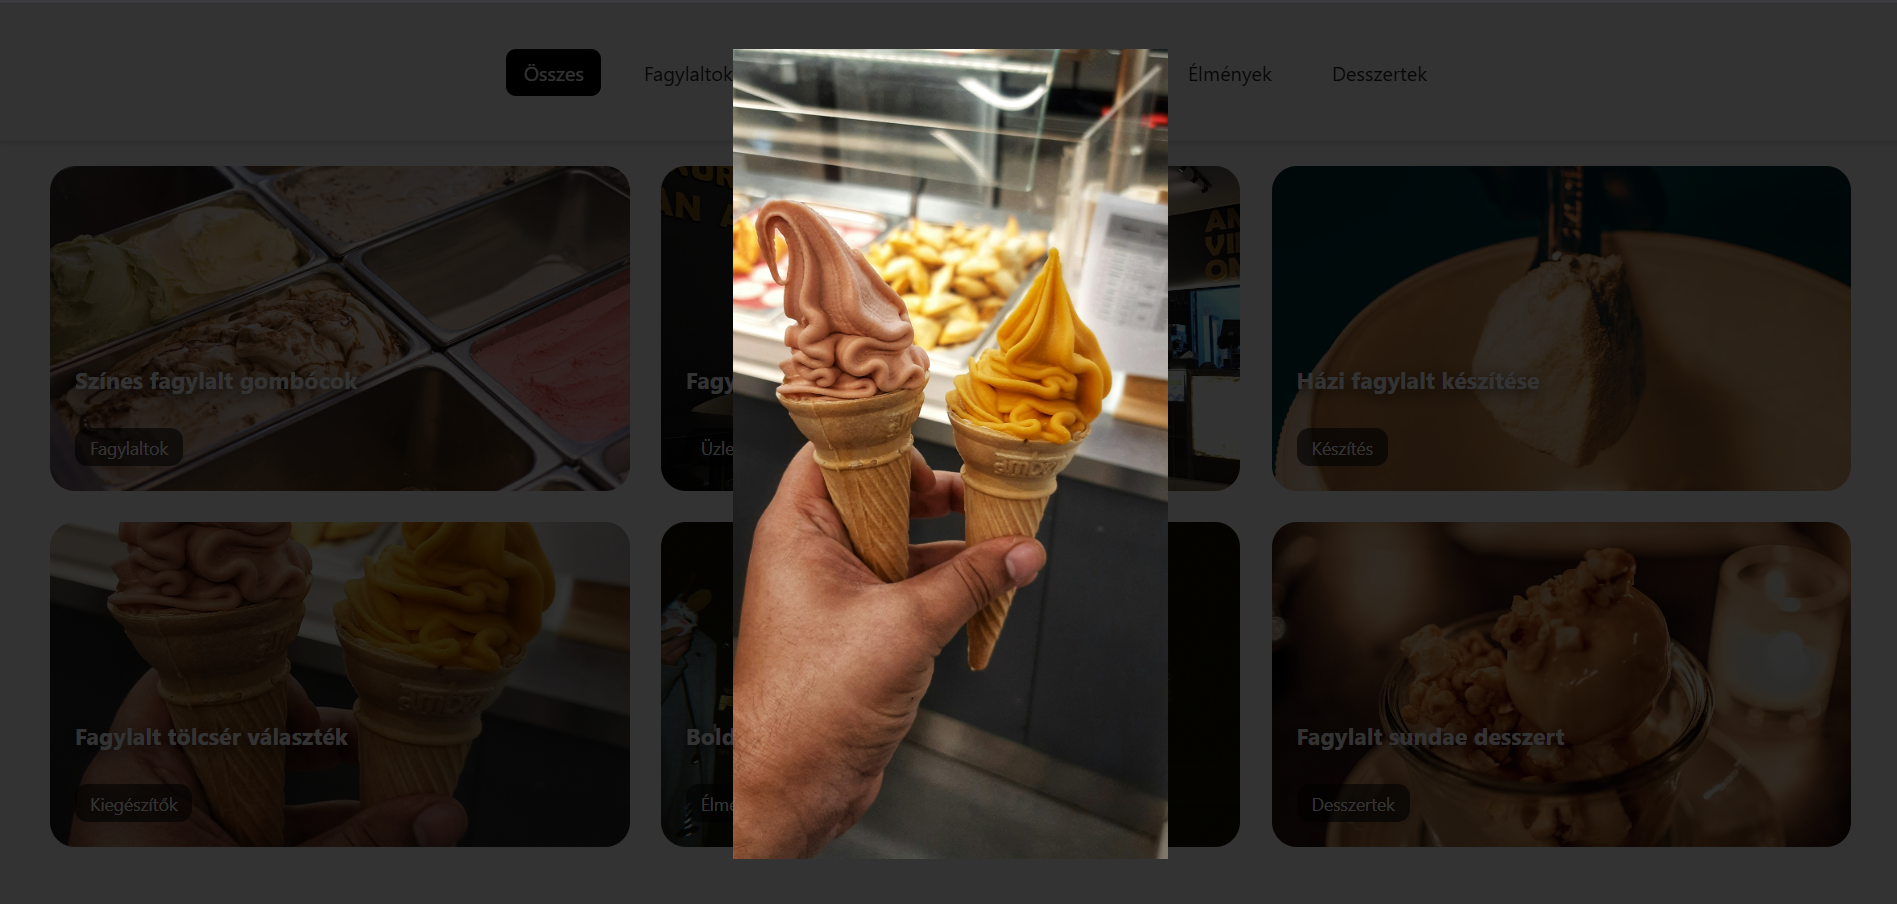 Összes
Fagylaltok
Élmények
Desszertek
Színes fagylalt gombócok
Fagylaltok
Házi fagylalt készítése
Készítés
Fagylalt tölcsér választék
Kiegészítők
Bold
Fagylalt sundae desszert
Desszertek